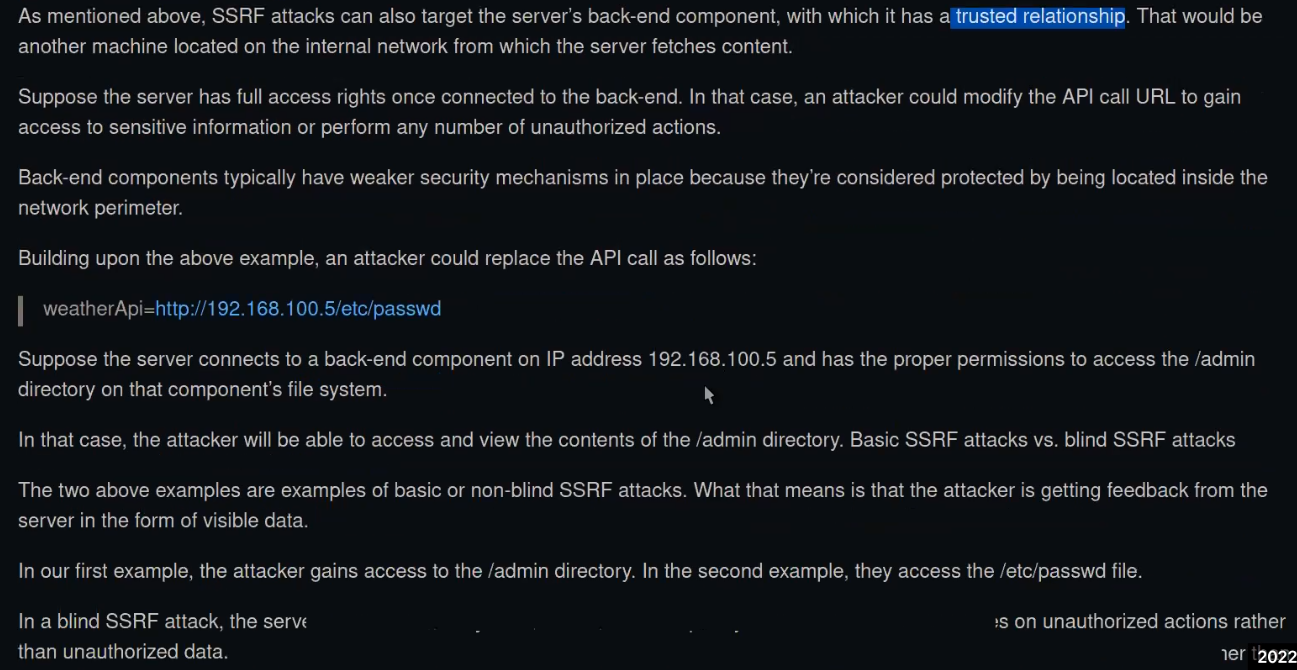 As mentioned above, SSRF attacks can also target the server's back-end component, with which it has a trusted relationship. That would be
another machine located on the internal network from which the server fetches content.
Suppose the server has full access rights once connected to the back-end. In that case, an attacker could modify the API call URL to gain
access to sensitive information or perform any number of unauthorized actions.
Back-end components typically have weaker security mechanisms in place because they're considered protected by being located inside the
network perimeter.
Building upon the above example, an attacker could replace the API call as follows:
weatherApi=http://192.168.100.5/etc/passwd
Suppose the server connects to a back-end component on IP address 192.168.100.5 and has the proper permissions to access the /admin
directory on that component's file system.
In that case, the attacker will be able to access and view the contents of the /admin directory. Basic SSRF attacks vs. blind SSRF attacks
The two above examples are examples of basic or non-blind SSRF attacks. What that means is that the attacker is getting feedback from the
server in the form of visible data.
In our first example, the attacker gains access to the /admin directory. In the second example, they access the /etc/passwd file.
In a blind SSRF attack, the on unauthorized actions rather
than unauthorized data.
2022